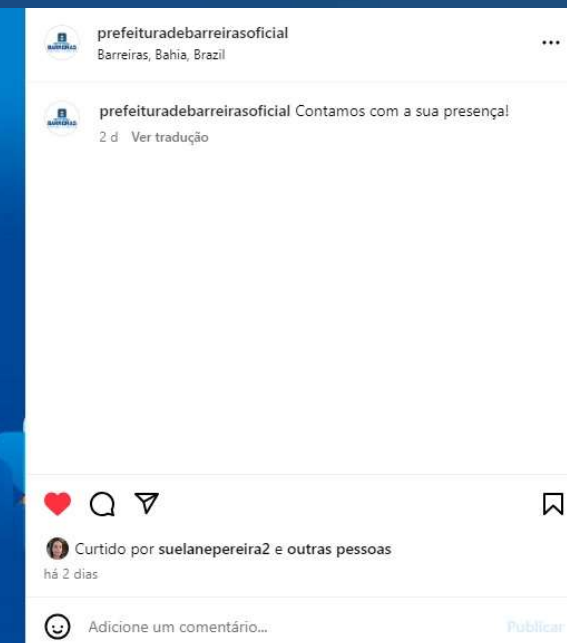 prefeituradebarreirasoficial
Barreiras, Bahia, Brazil
prefeituradebarreirasoficial Contamos com a sua presença!
2 d Ver tradução
Curtido por suelanepereira2 e outras pessoas
há 2 dias
Adicione um comentário...
Publicar